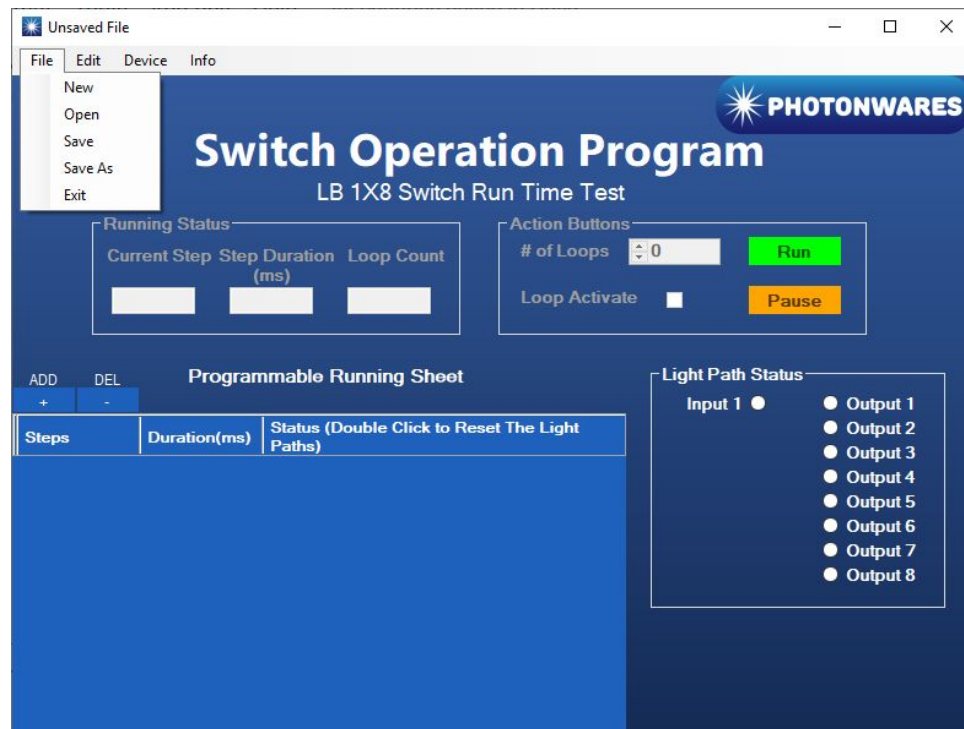 Unsaved File
File Edit Device Info
New
Open
Save
Save As
Exit
PHOTONWARES
Switch Operation Program
LB 1X8 Switch Run Time Test
Running Status
Current Step Step Duration (ms) Loop Count
Action Buttons
# of Loops 0 Run
Loop Activate Pause
ADD DEL
+ -
Programmable Running Sheet
Steps Duration(ms) Status (Double Click to Reset The Light
Paths)
Light Path Status
Input 1 Output 1
Output 2
Output 3
Output 4
Output 5
Output 6
Output 7
Output 8